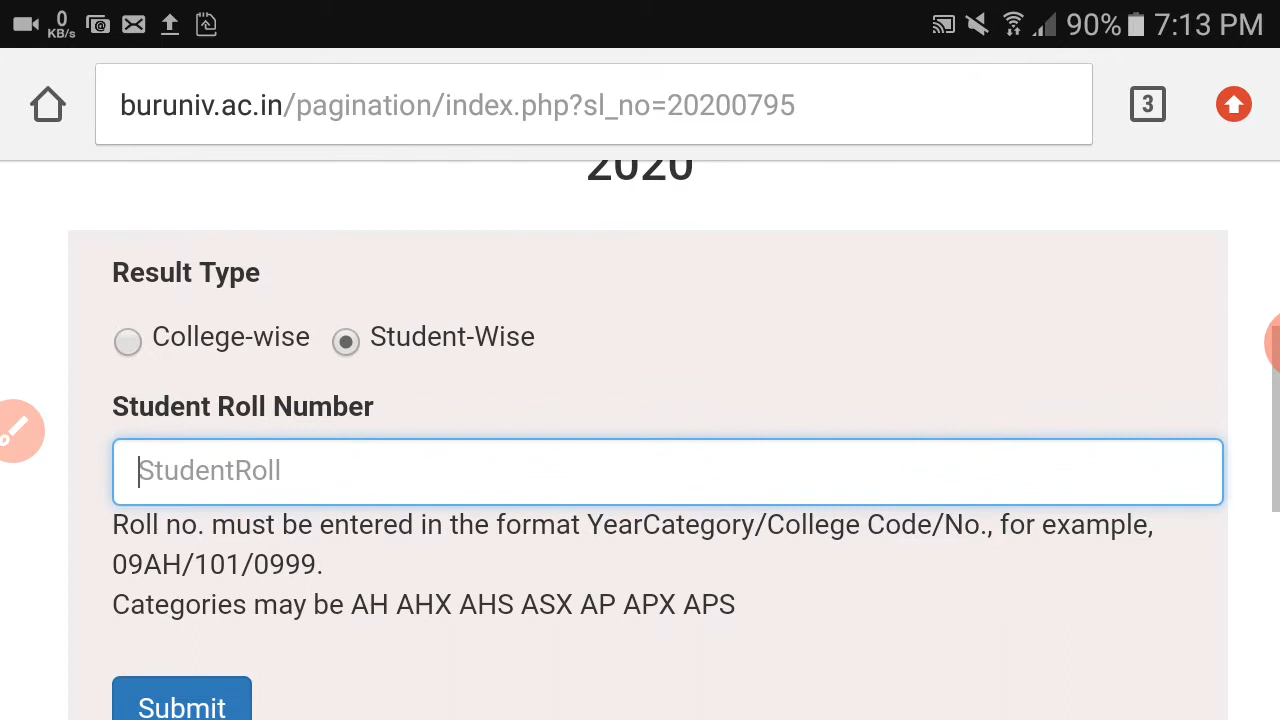 0
KB/s
90% 7:13 PM
buruniv.ac.in/pagination/index.php?sl_no=20200795
3
2020
Result Type
College-wise Student-Wise
Student Roll Number
StudentRoll
Roll no. must be entered in the format YearCategory/College Code/No., for example,
09AH/101/0999.
Categories may be AH AHX AHS ASX AP APX APS
Submit